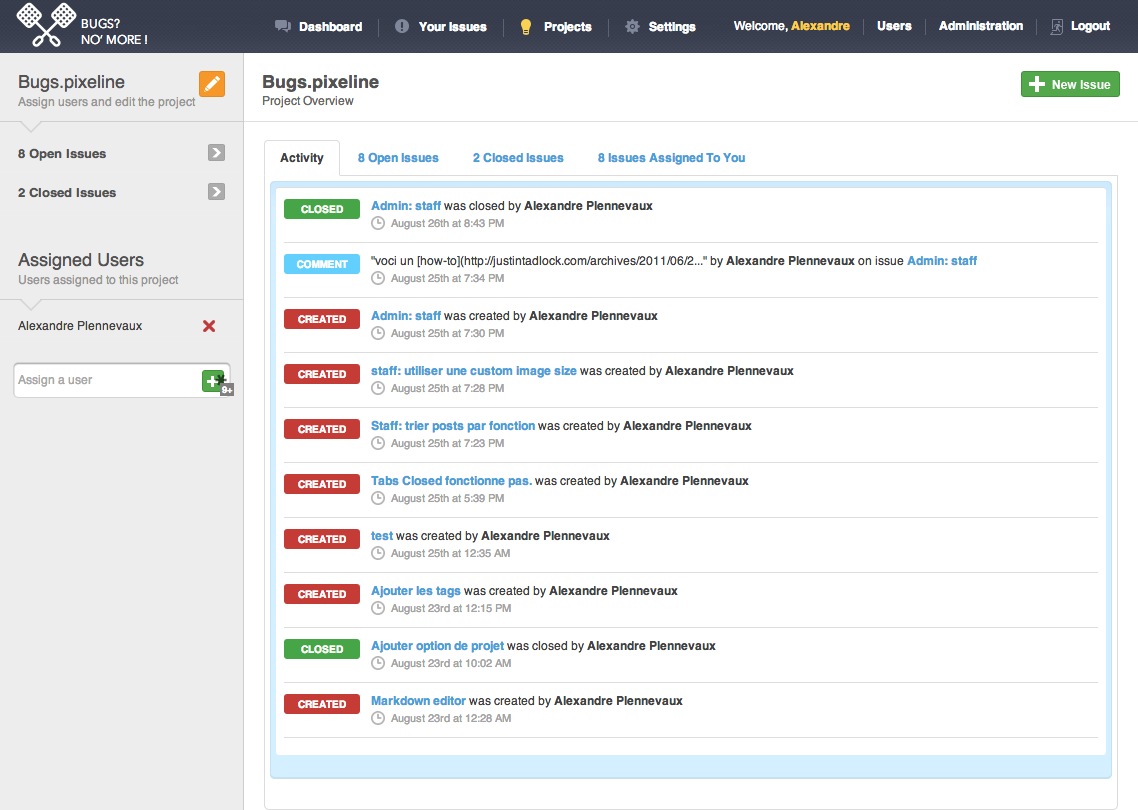 BUGS?
NO' MORE !
Dashboard
Your Issues
Projects
Settings
Welcome, Alexandre
Users
Administration
Logout
Bugs.pixeline
Assign users and edit the project
8 Open Issues
2 Closed Issues
Assigned Users
Users assigned to this project
Alexandre Plennevaux
Assign a user
9+
Bugs.pixeline
Project Overview
New Issue
Activity
8 Open Issues
2 Closed Issues
8 Issues Assigned To You
CLOSED
Admin: staff was closed by Alexandre Plennevaux
August 26th at 8:43 PM
COMMENT
"voci un [how-to](http://justintadlock.com/archives/2011/06/2..." by Alexandre Plennevaux on issue Admin: staff
August 25th at 7:34 PM
CREATED
Admin: staff was created by Alexandre Plennevaux
August 25th at 7:30 PM
CREATED
staff: utiliser une custom image size was created by Alexandre Plennevaux
August 25th at 7:28 PM
CREATED
Staff: trier posts par fonction was created by Alexandre Plennevaux
August 25th at 7:23 PM
CREATED
Tabs Closed fonctionne pas. was created by Alexandre Plennevaux
August 25th at 5:39 PM
CREATED
test was created by Alexandre Plennevaux
August 25th at 12:35 AM
CREATED
Ajouter les tags was created by Alexandre Plennevaux
August 23rd at 12:15 PM
CLOSED
Ajouter option de projet was closed by Alexandre Plennevaux
August 23rd at 10:02 AM
CREATED
Markdown editor was created by Alexandre Plennevaux
August 23rd at 12:28 AM